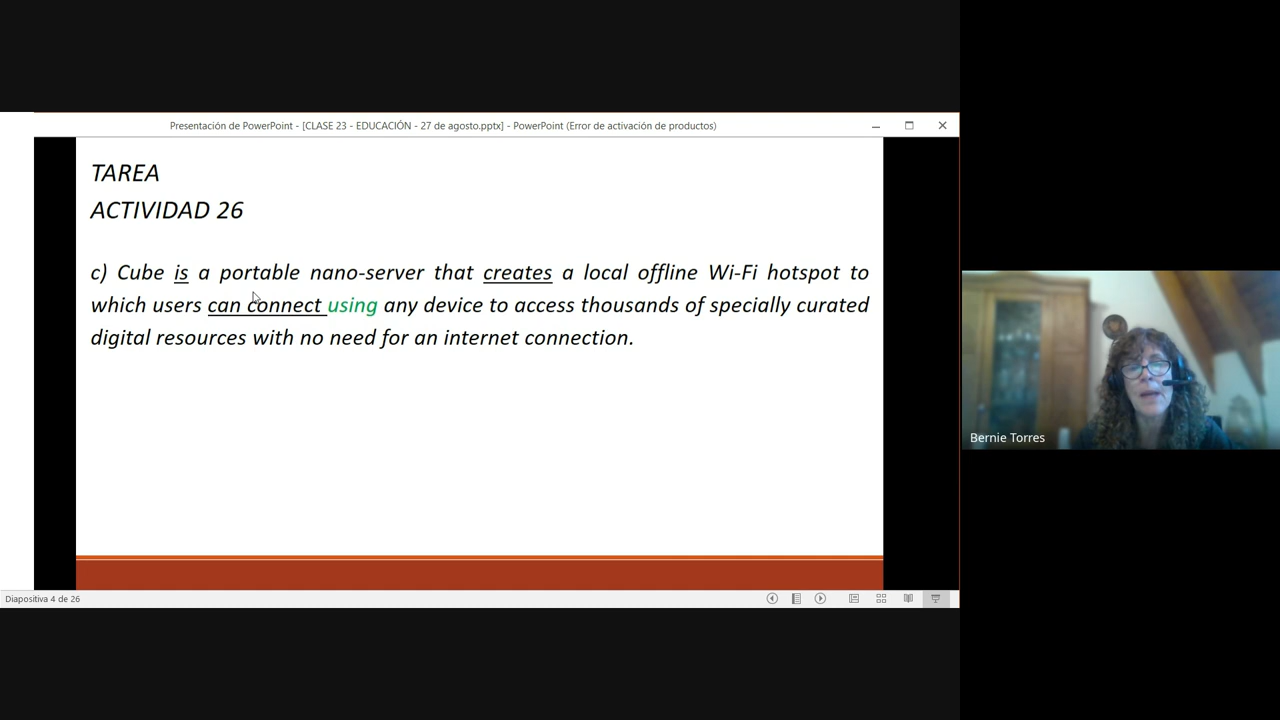 Presentación de PowerPoint - [CLASE 23 - EDUCACIÓN - 27 de agosto.pptx] - PowerPoint (Error de activación de productos)
TAREA
ACTIVIDAD 26
c) Cube is a portable nano-server that creates a local offline Wi-Fi hotspot to
which users can connect using any device to access thousands of specially curated
digital resources with no need for an internet connection.
Bernie Torres
Diapositiva 4 de 26